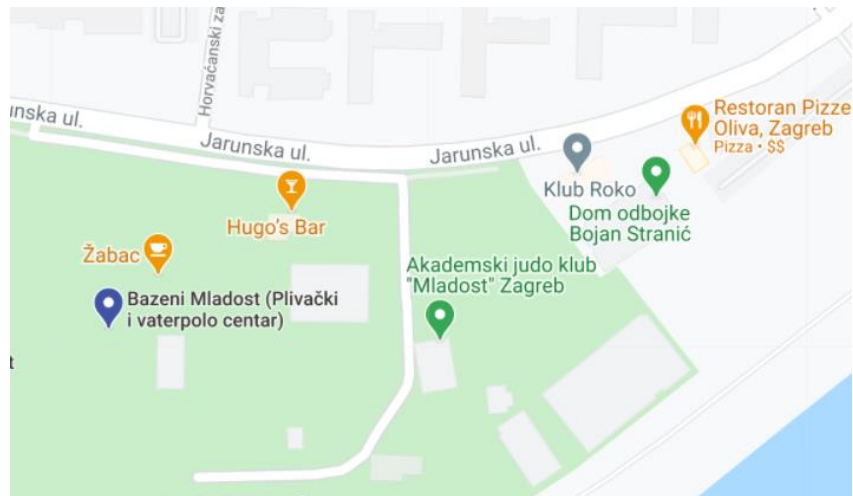 Horvaćanski za
unska ul.
Jarunska ul.
Jarunska ul.
Restoran Pizze
Oliva, Zagreb
Pizza • $$
Klub Roko
Dom odbojke
Bojan Stranić
Hugo's Bar
Žabac
Akademski judo klub
"Mladost" Zagreb
Bazeni Mladost (Plivački
i vaterpolo centar)
t